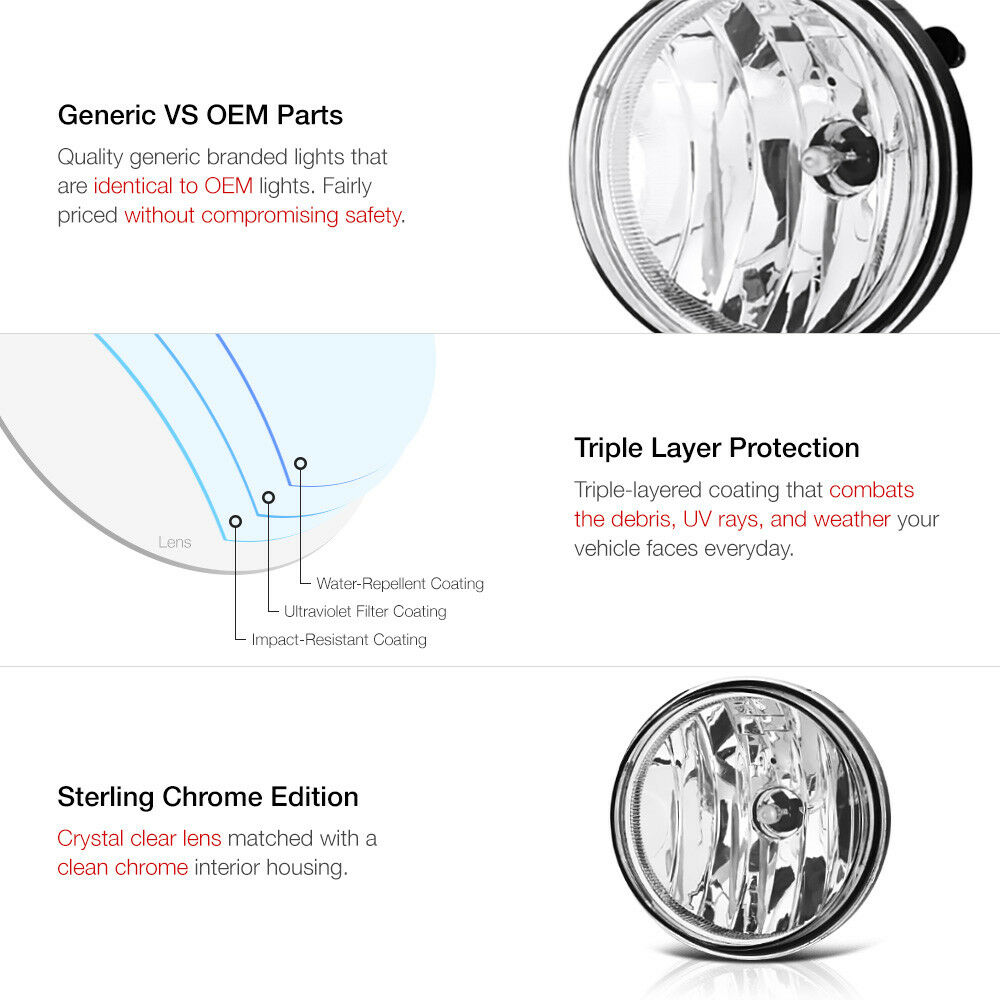 Generic VS OEM Parts
Quality generic branded lights that
are identical to OEM lights. Fairly
priced without compromising safety.
Triple Layer Protection
Triple-layered coating that combats
the debris, UV rays, and weather your
vehicle faces everyday.
Lens
Water-Repellent Coating
Ultraviolet Filter Coating
Impact-Resistant Coating
Sterling Chrome Edition
Crystal clear lens matched with a
clean chrome interior housing.